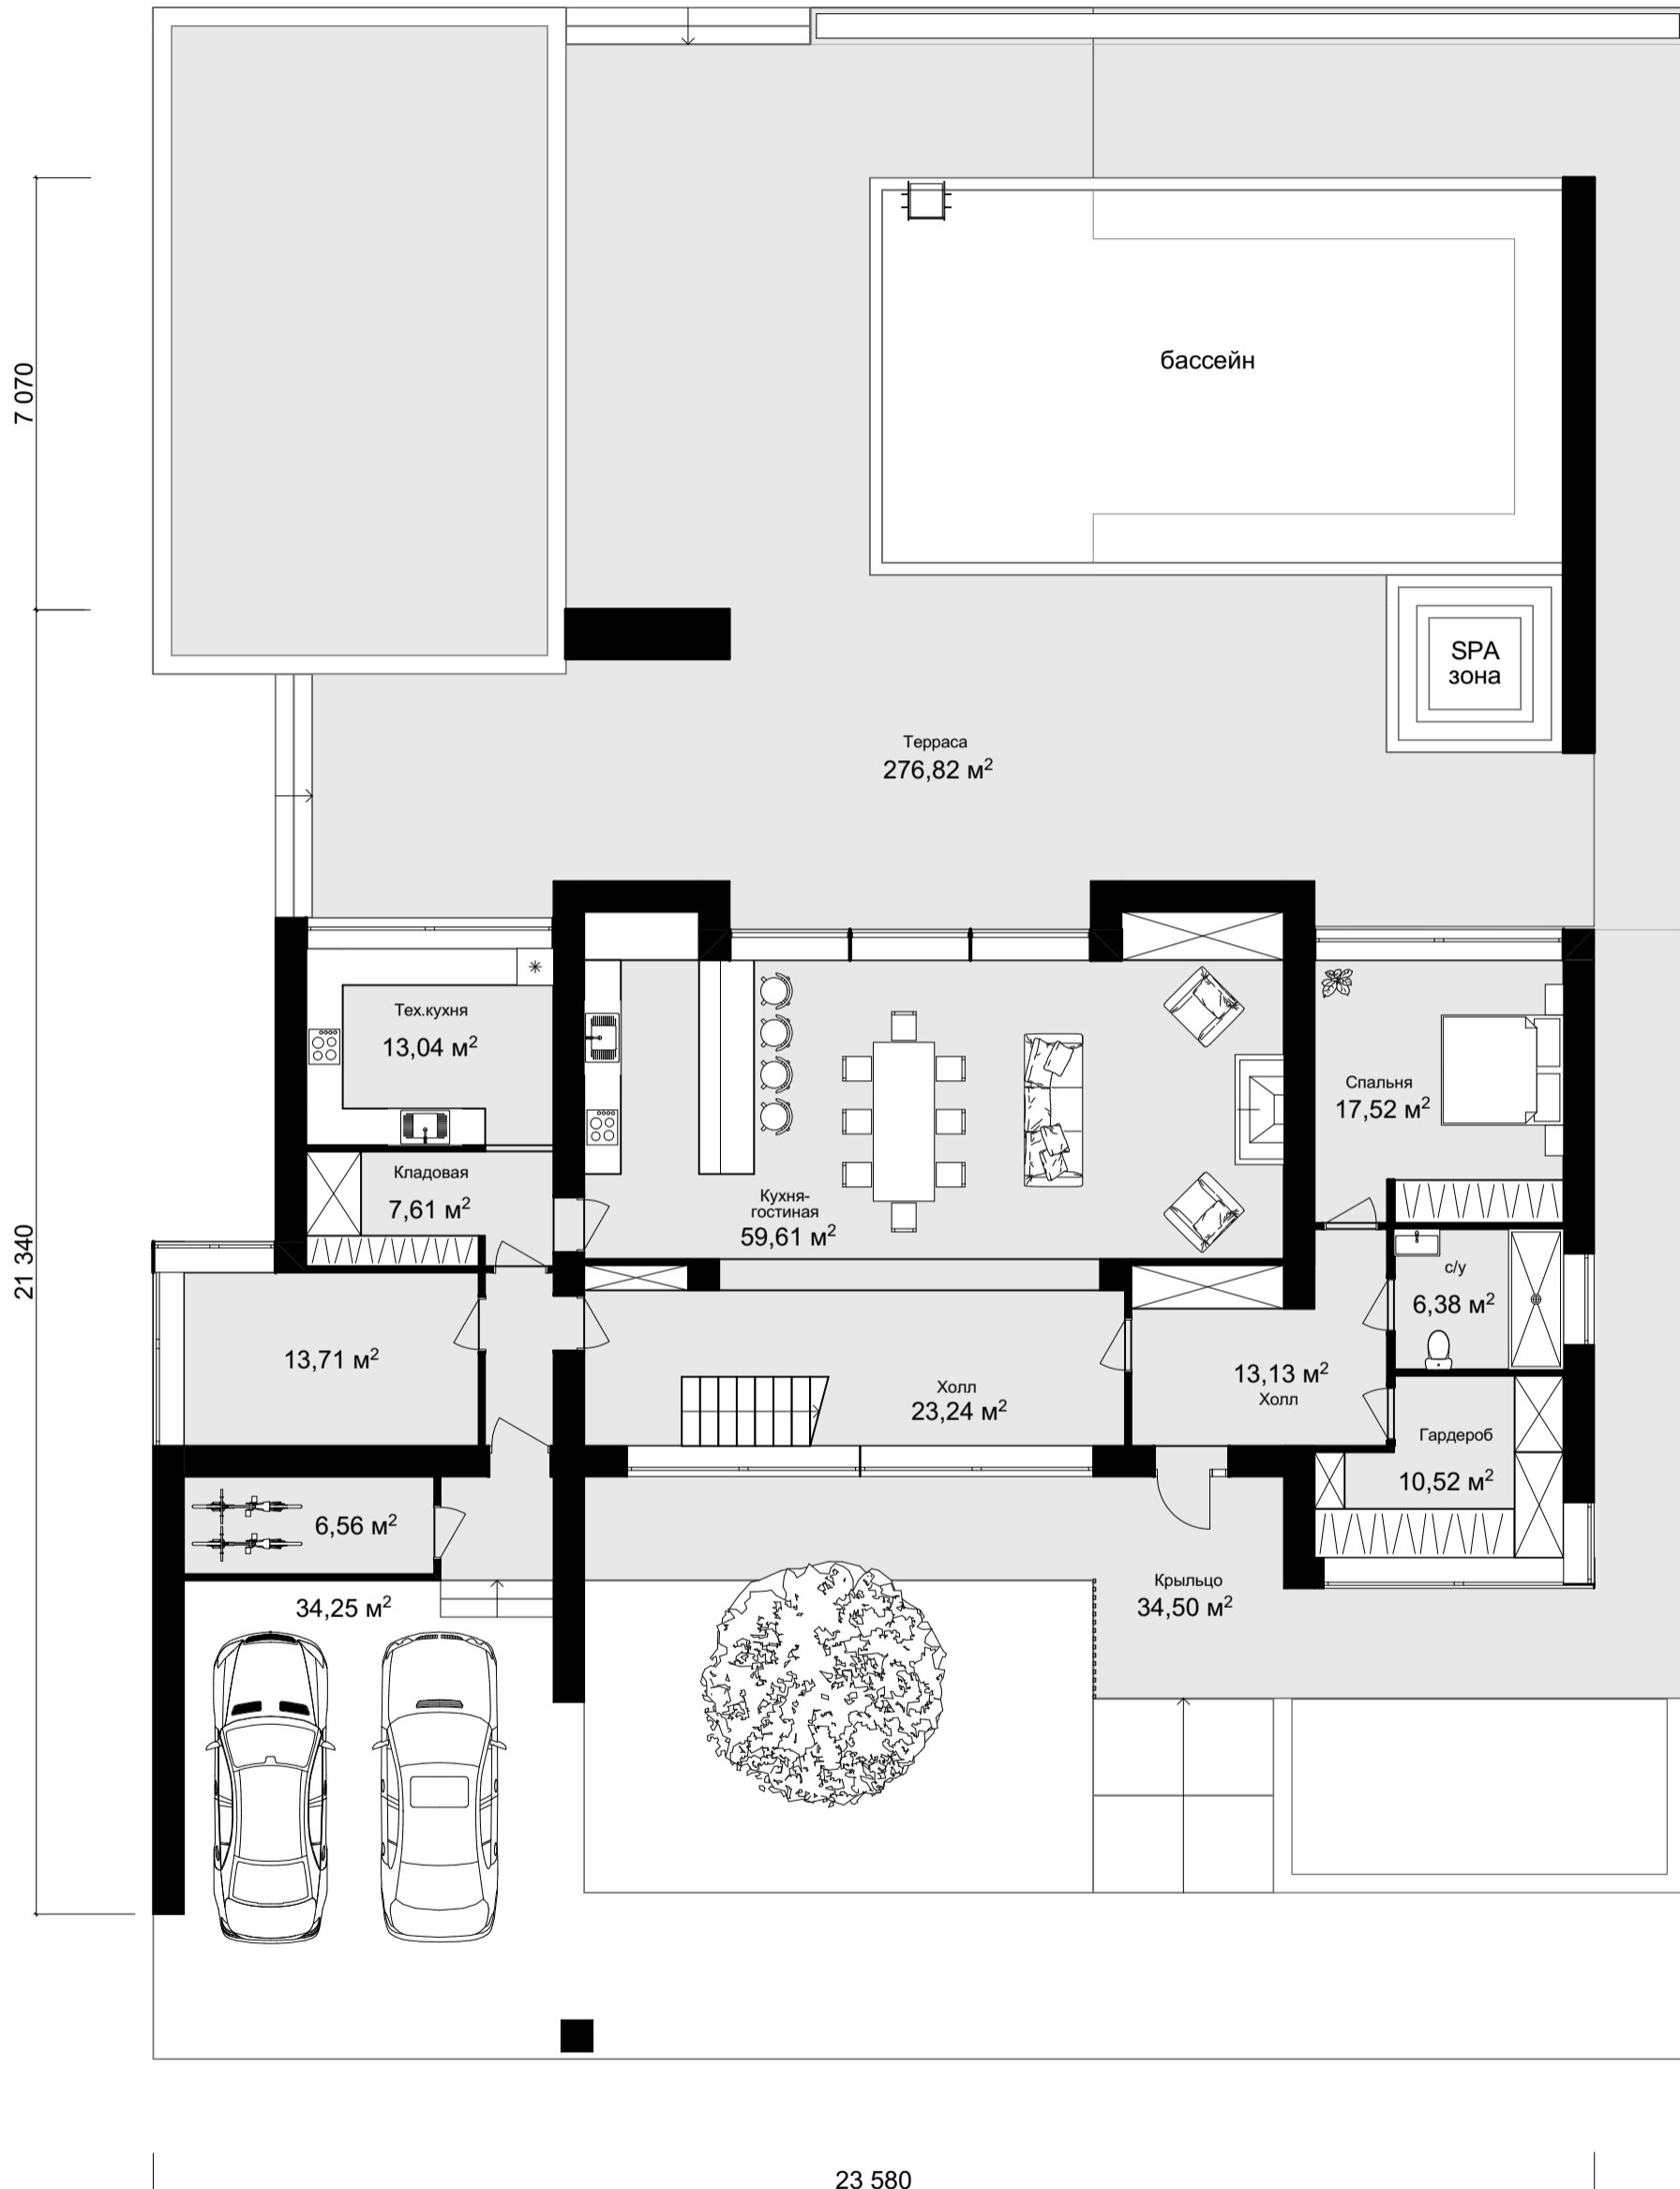 7 070
бассейн
SPA
зона
Терраса
276,82 м²
Тех.кухня
13,04 м²
Спальня
17,52 м²
Кладовая
7,61 м²
Кухня-
гостиная
59,61 м²
21 340
с/у
6,38 м²
13,71 м²
Холл
23,24 м²
13,13 м²
Холл
Гардероб
10,52 м²
6,56 м²
34,25 м²
Крыльцо
34,50 м²
23 580